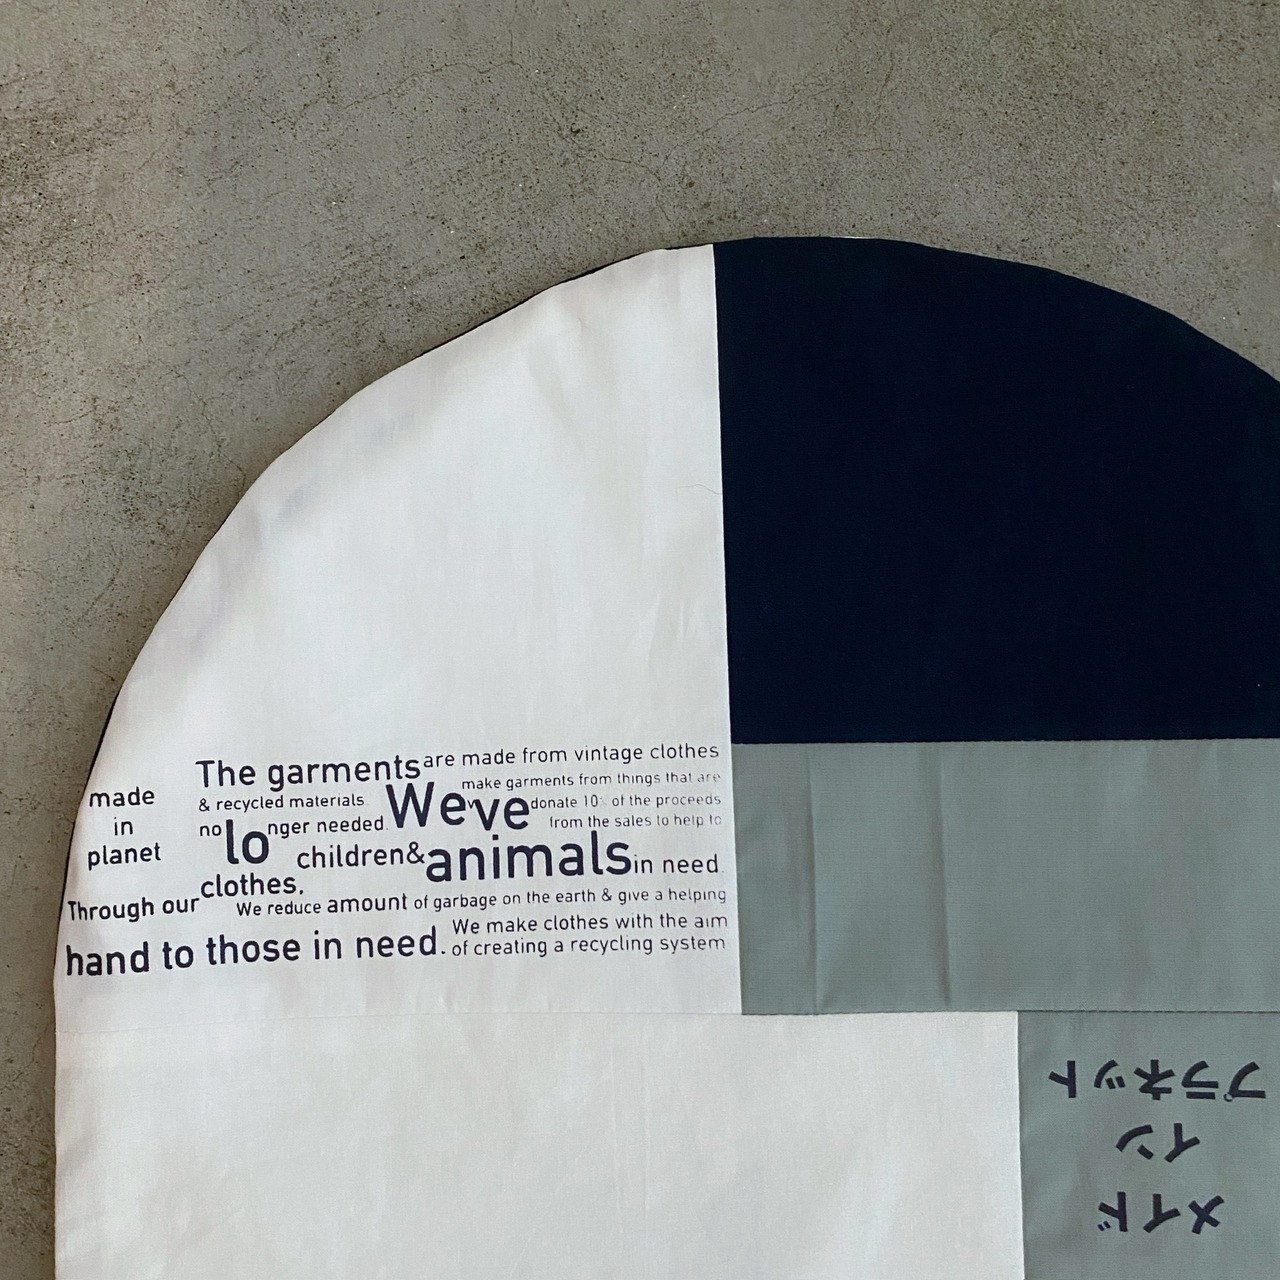 made
in
planet
The garments are made from vintage clothes
& recycled materials make garments from things that are
no longer needed. We've donate 10% of the proceeds
from the sales to help to
children & animals in need.
Through our clothes,
We reduce amount of garbage on the earth & give a helping
hand to those in need. We make clothes with the aim
of creating a recycling system
メイド
イン
プラネット